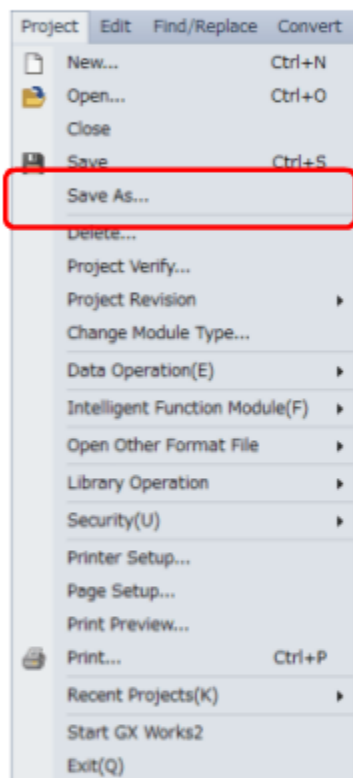 Project Edit Find/Replace Convert
New... Ctrl+N
Open... Ctrl+O
Close
Save Ctrl+S
Save As...
Delete...
Project Verify...
Project Revision
Change Module Type...
Data Operation(E)
Intelligent Function Module(F)
Open Other Format File
Library Operation
Security(U)
Printer Setup...
Page Setup...
Print Preview...
Print... Ctrl+P
Recent Projects(K)
Start GX Works2
Exit(Q)